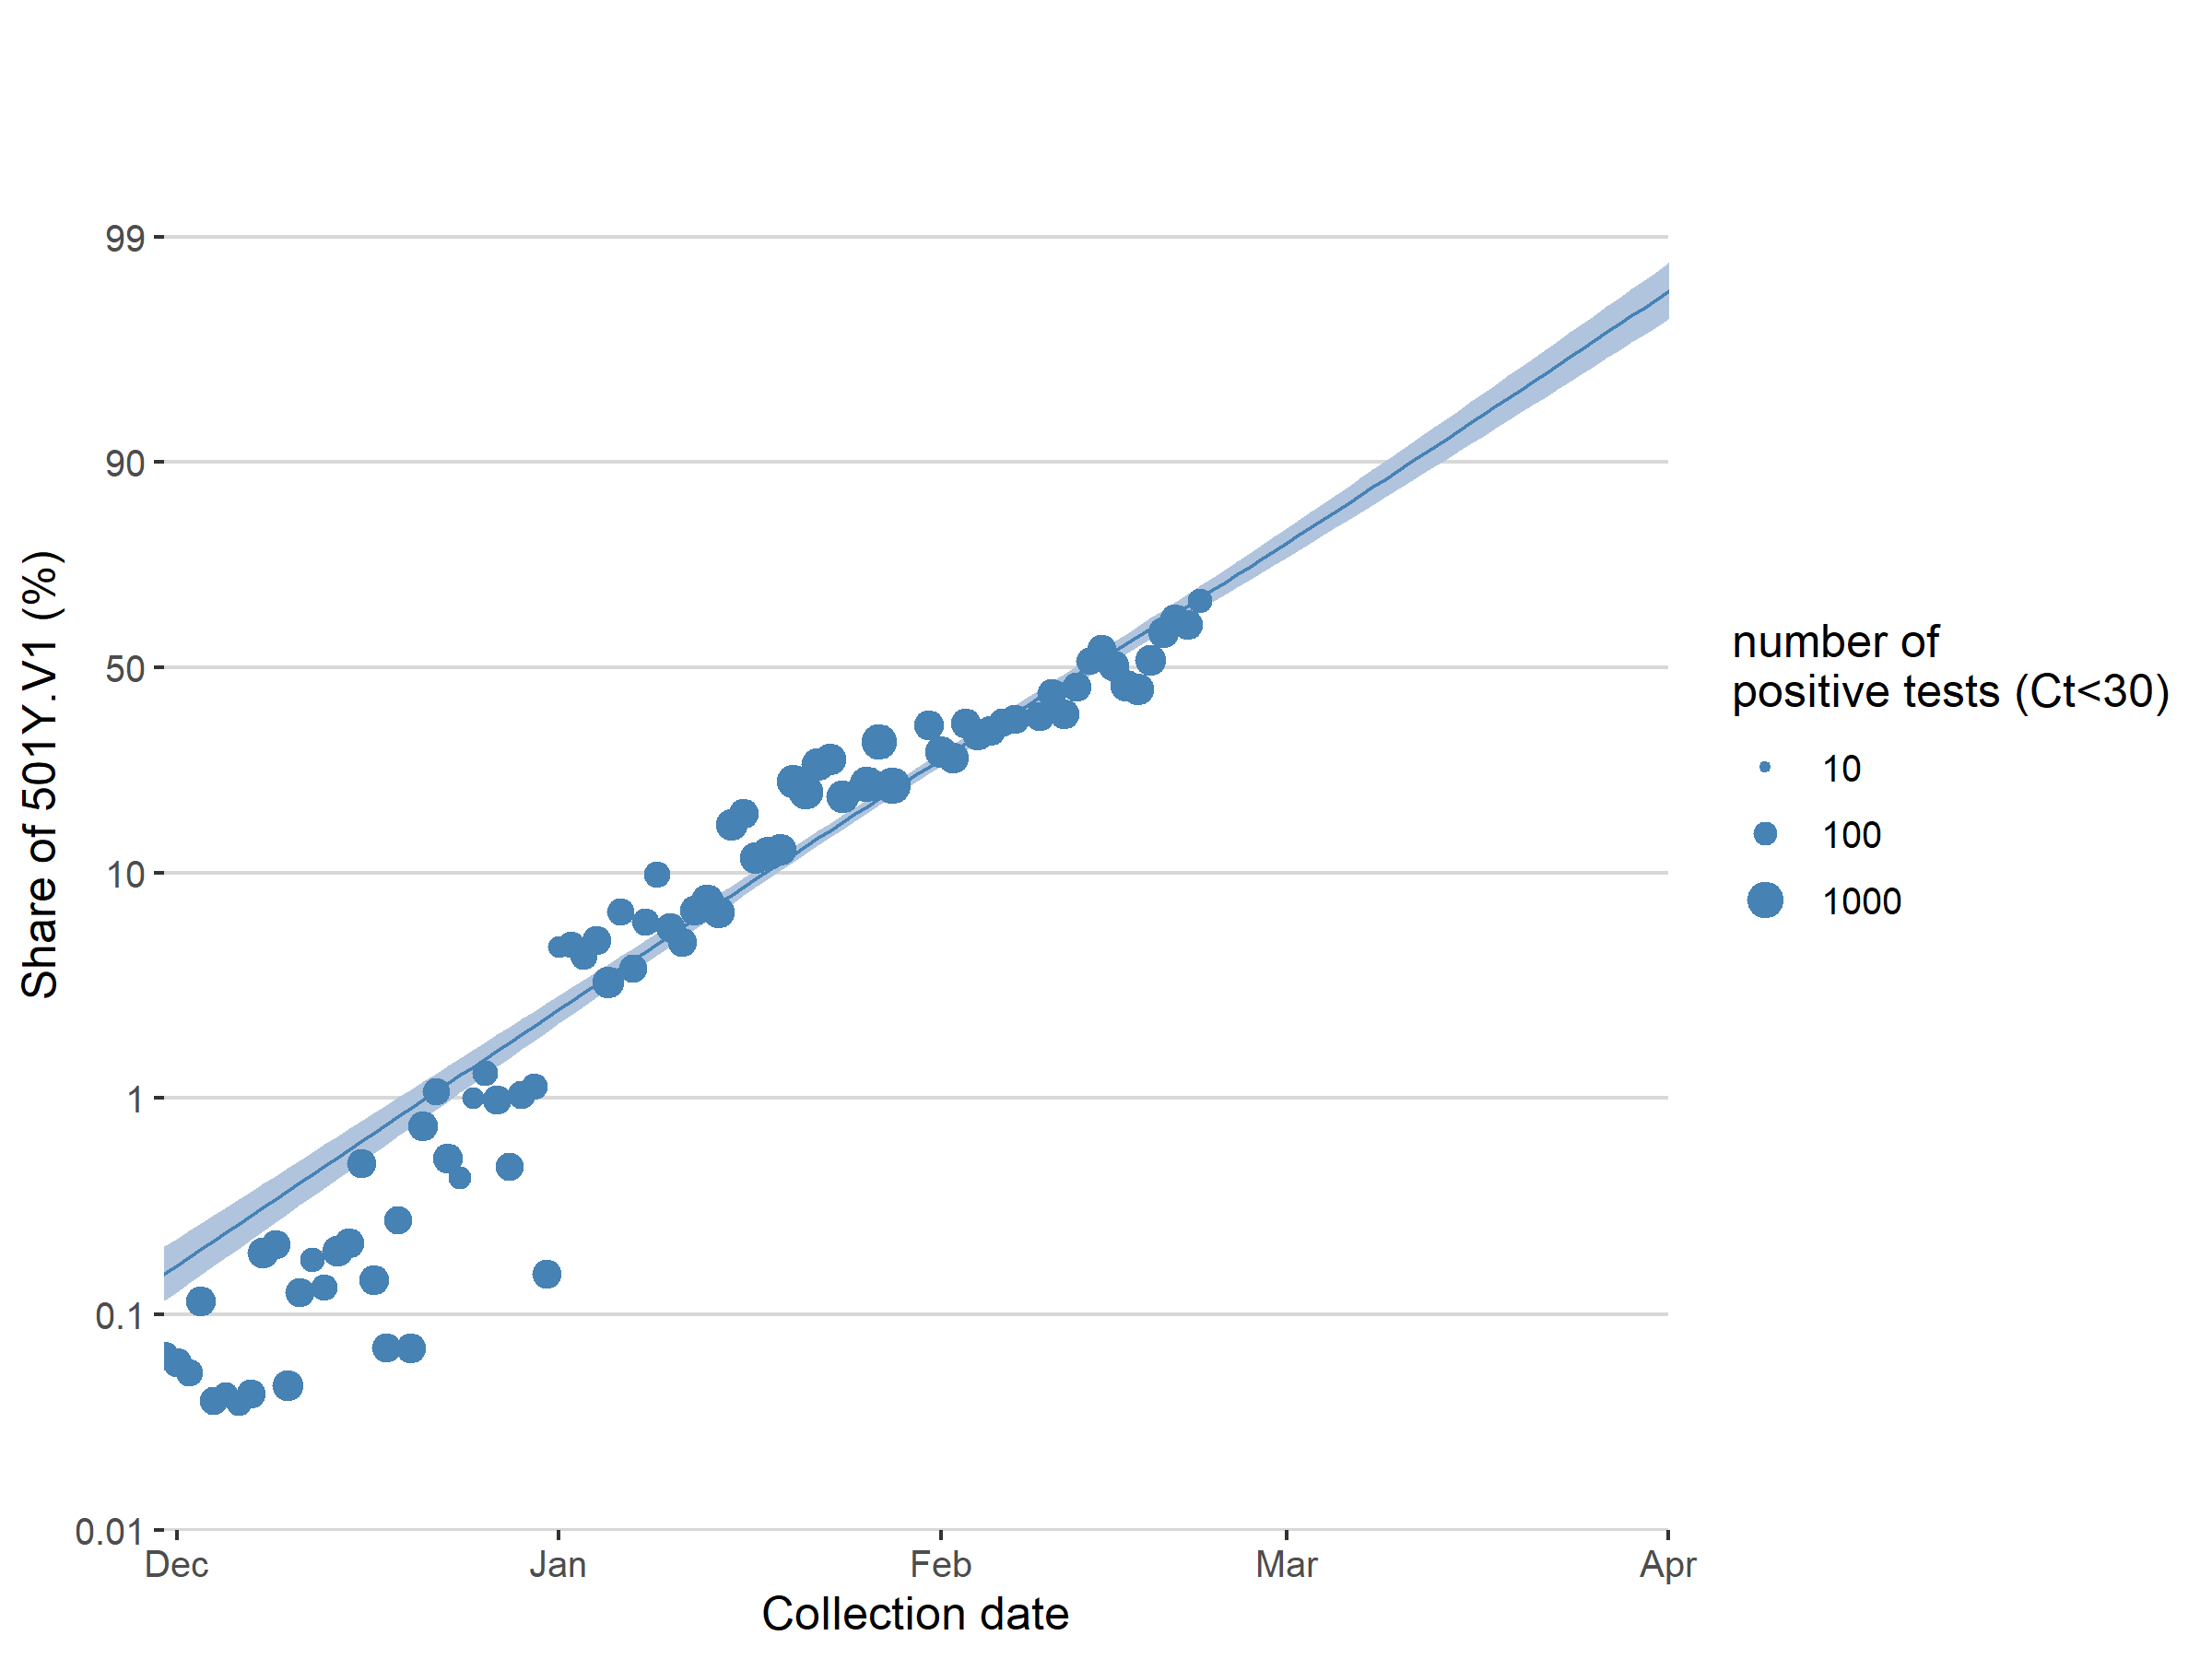 99
90
50
10
1
0.1
0.01
Share of 501Y.V1 (%)
Dec
Jan
Feb
Mar
Apr
Collection date
number of
positive tests (Ct<30)
10
100
1000